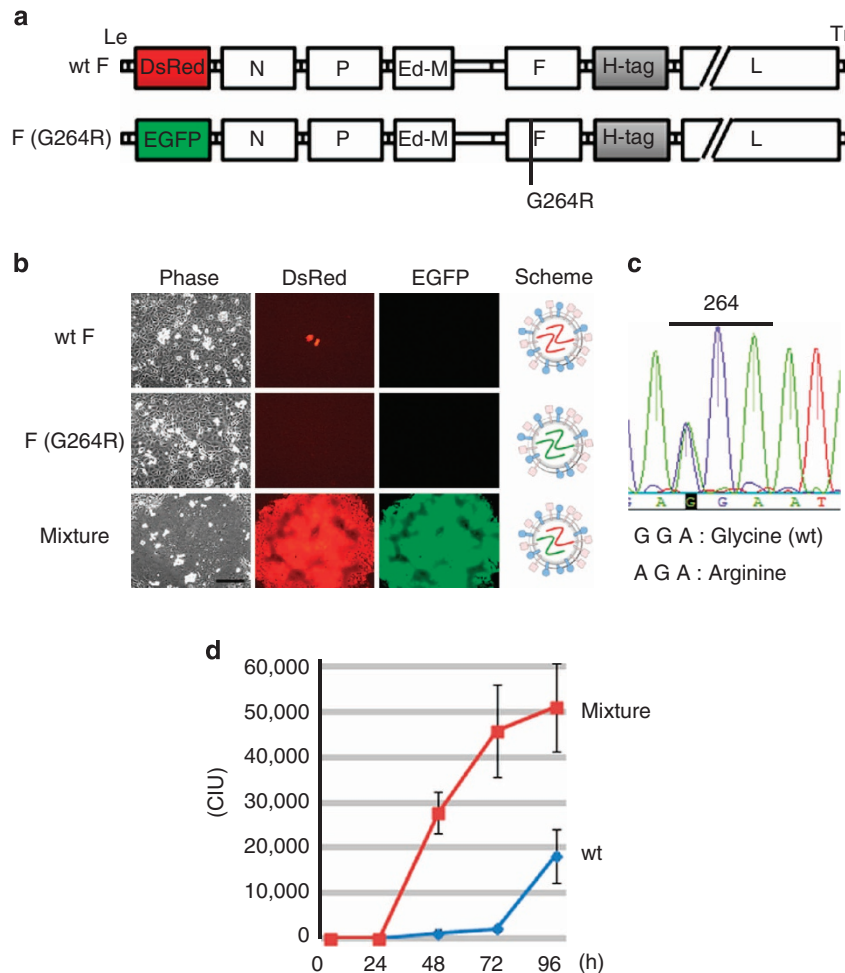 a
Le
Tr
wt F DsRed N P Ed-M F H-tag L
F (G264R) EGFP N P Ed-M F H-tag L
G264R
b
Phase DsRed EGFP Scheme
wt F
F (G264R)
Mixture
c
264
A G G A A T
G G A : Glycine (wt)
A G A : Arginine
d
60,000
50,000
40,000
30,000
20,000
10,000
0
(CIU)
Mixture
wt
0 24 48 72 96 (h)